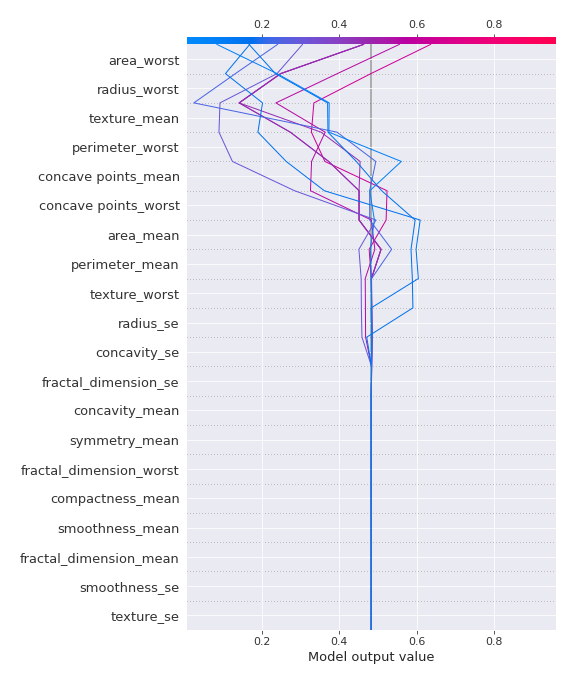 0.2 0.4 0.6 0.8
area_worst
radius_worst
texture_mean
perimeter_worst
concave points_mean
concave points_worst
area_mean
perimeter_mean
texture_worst
radius_se
concavity_se
fractal_dimension_se
concavity_mean
symmetry_mean
fractal_dimension_worst
compactness_mean
smoothness_mean
fractal_dimension_mean
smoothness_se
texture_se
0.2 0.4 0.6 0.8
Model output value